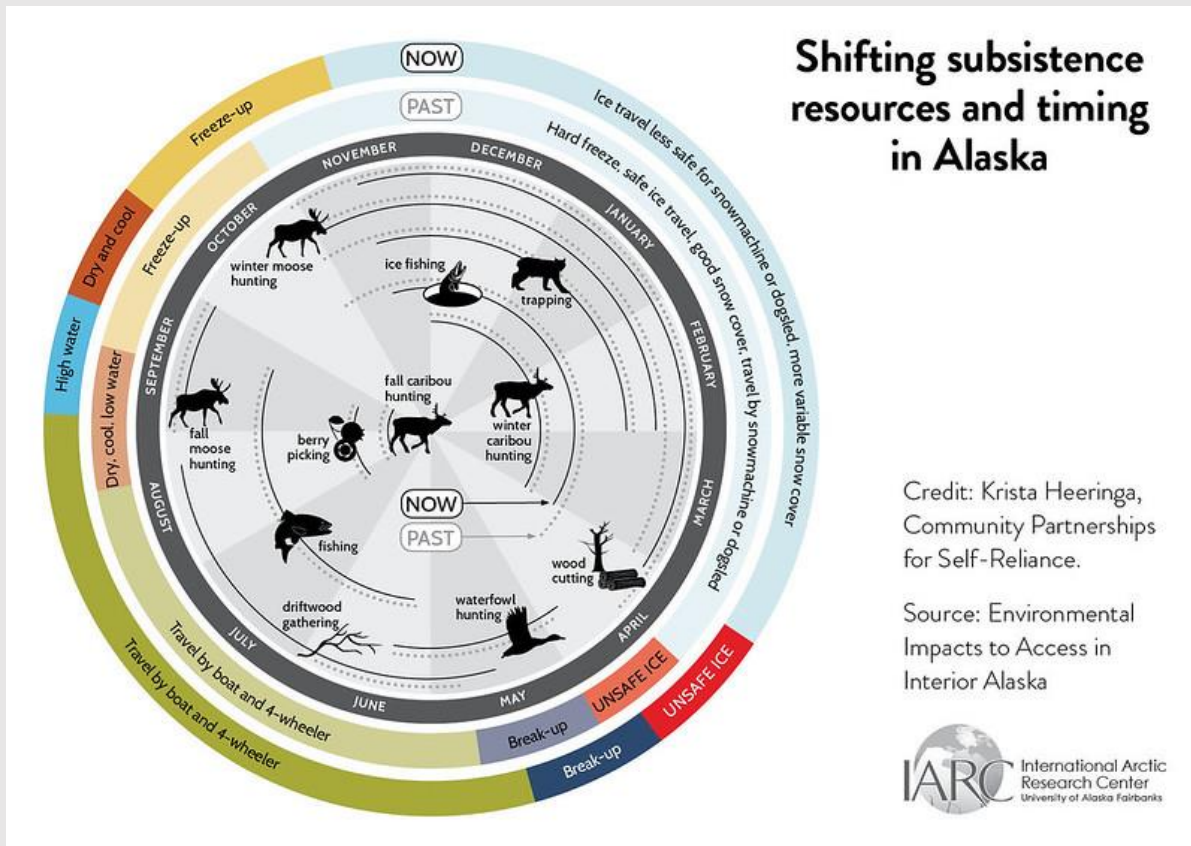 Shifting subsistence
resources and timing
in Alaska
NOW
PAST
Freeze-up
Dry and cool
High water
Travel by boat and 4-wheeler
Break-up
UNSAFE ICE
Ice travel less safe for snowmachine or dogsled, more variable snow cover
Freeze-up
Dry, cool, low water
Travel by boat and 4-wheeler
Break-up
UNSAFE ICE
Hard freeze, safe ice travel, good snow cover, travel by snowmachine or dogsled
NOVEMBER
DECEMBER
JANUARY
FEBRUARY
MARCH
APRIL
MAY
JUNE
JULY
AUGUST
SEPTEMBER
OCTOBER
winter moose
hunting
ice fishing
trapping
fall caribou
hunting
winter
caribou
hunting
berry
picking
fall
moose
hunting
NOW
PAST
fishing
wood
cutting
driftwood
gathering
waterfowl
hunting
Credit: Krista Heeringa,
Community Partnerships
for Self-Reliance.
Source: Environmental
Impacts to Access in
Interior Alaska
IARC
International Arctic
Research Center
University of Alaska Fairbanks